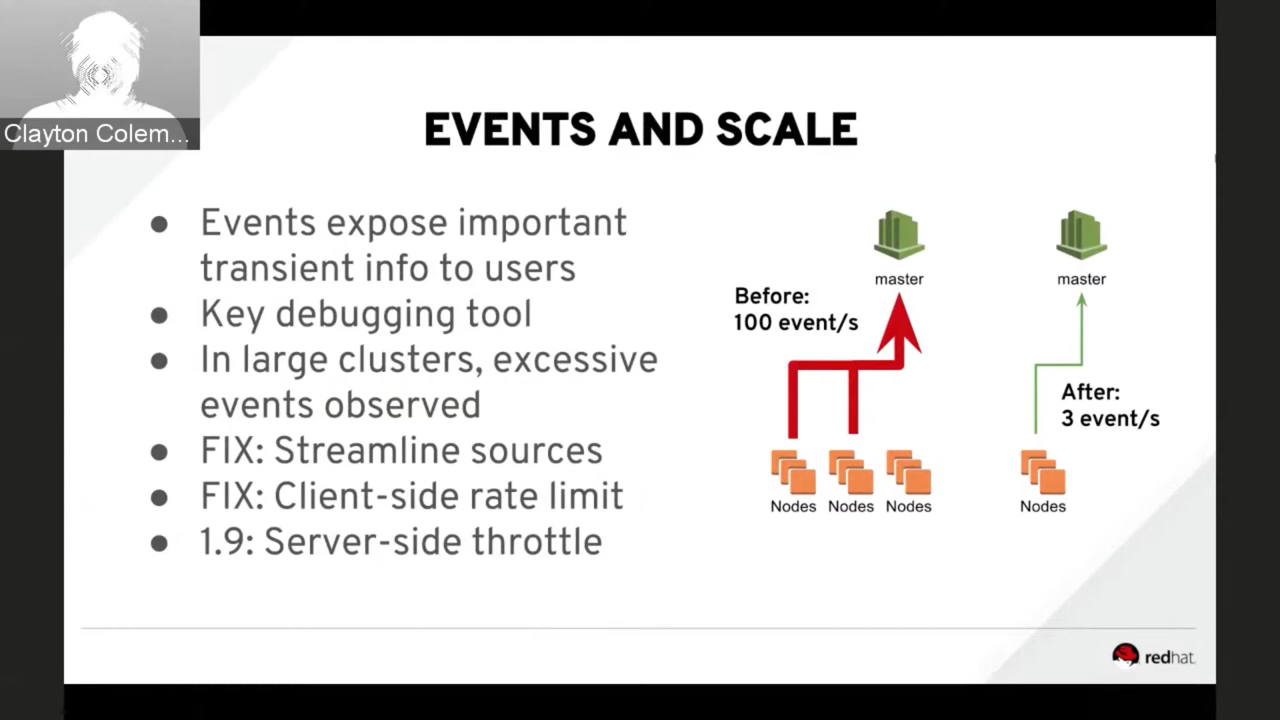 Clayton Colem...
EVENTS AND SCALE
● Events expose important
transient info to users
● Key debugging tool
● In large clusters, excessive
events observed
● FIX: Streamline sources
● FIX: Client-side rate limit
● 1.9: Server-side throttle
master
Before:
100 event/s
Nodes Nodes Nodes
master
After:
3 event/s
Nodes
redhat.